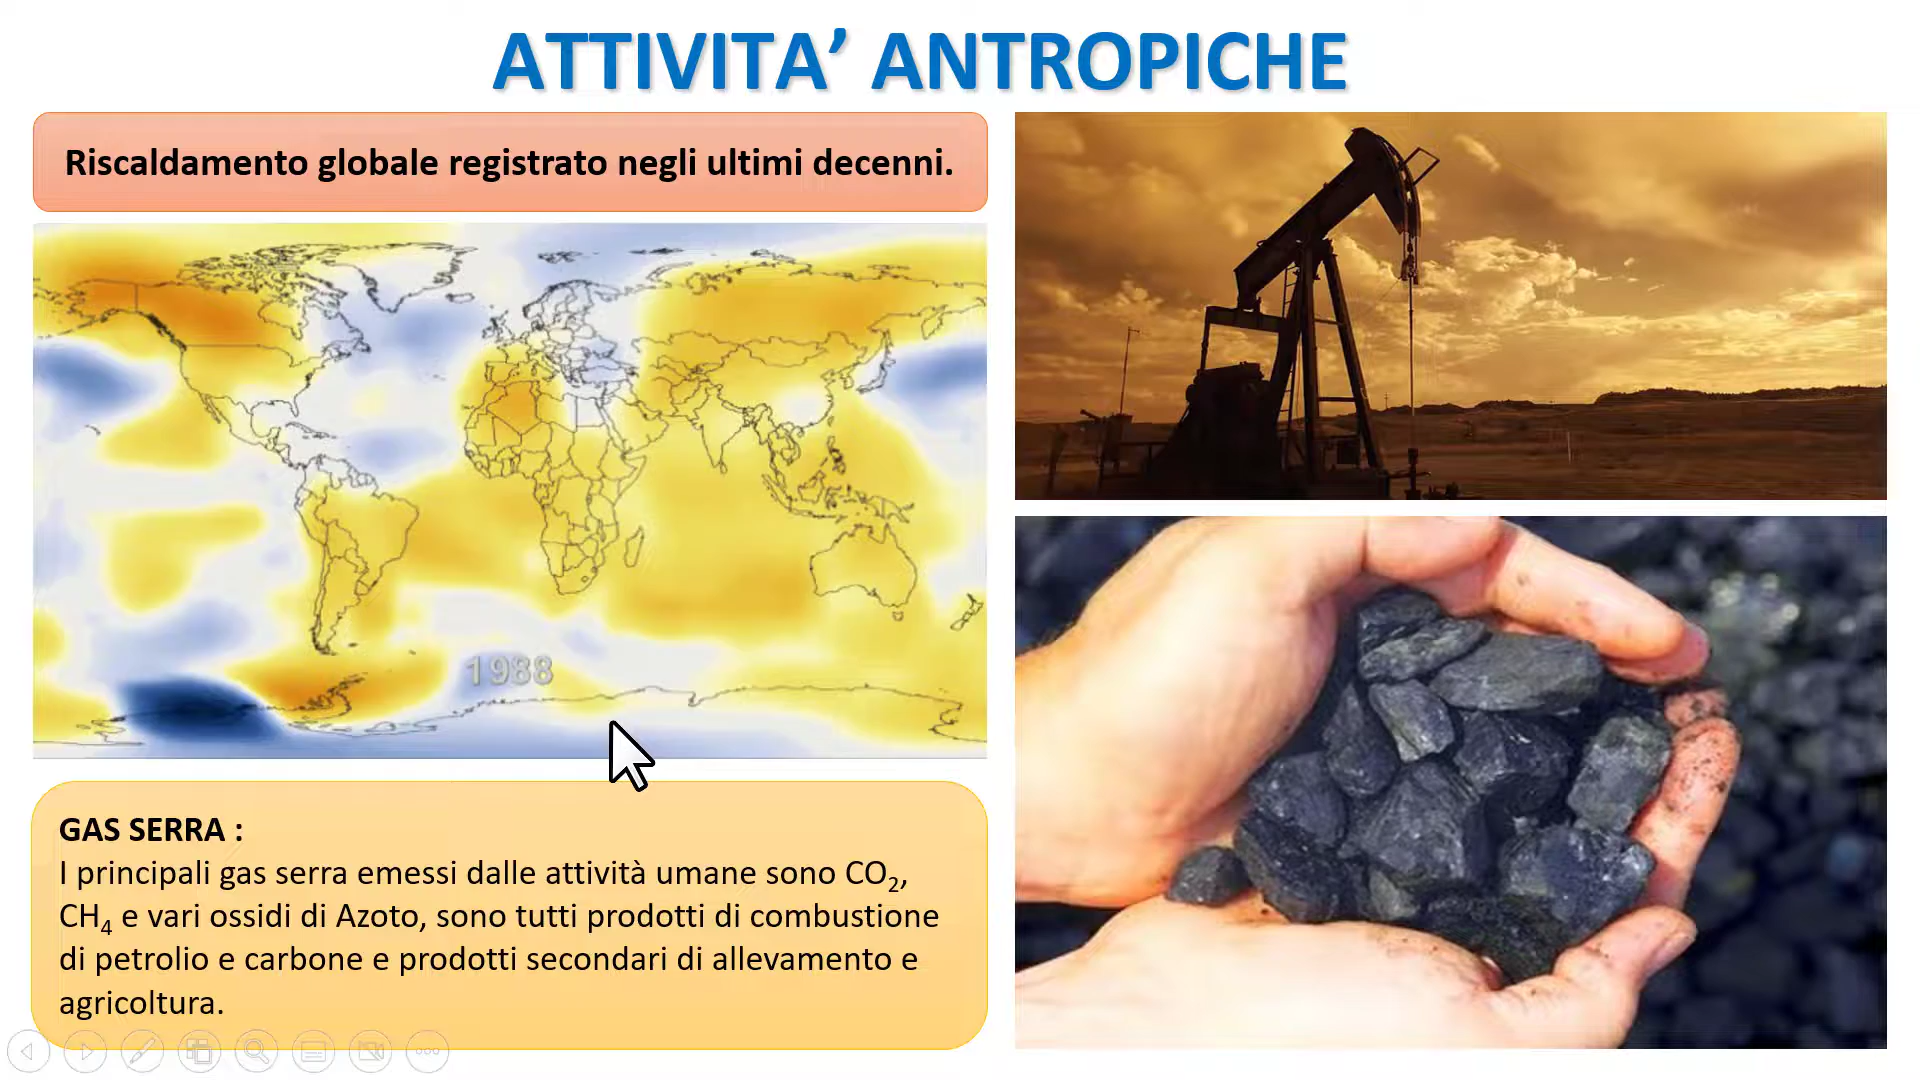 ATTIVITA’ ANTROPICHE
Riscaldamento globale registrato negli ultimi decenni.
1988
GAS SERRA :
I principali gas serra emessi dalle attività umane sono CO₂,
CH₄ e vari ossidi di Azoto, sono tutti prodotti di combustione
di petrolio e carbone e prodotti secondari di allevamento e
agricoltura.